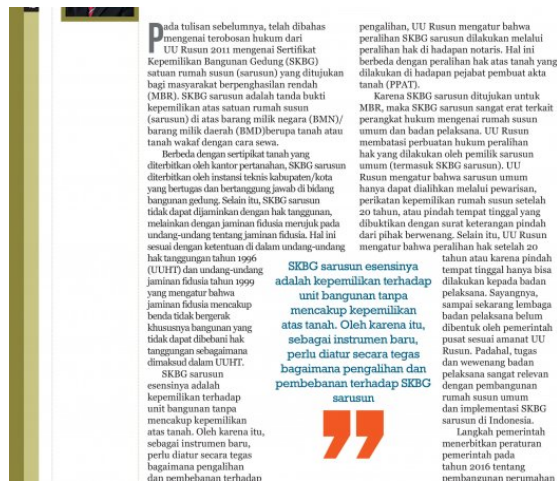 Pada tulisan sebelumnya, telah dibahas
mengenai terobosan hukum dari
UU Rusun 2011 mengenai Sertifikat
Kepemilikan Bangunan Gedung (SKBG)
satuan rumah susun (sarusun) yang ditujukan
bagi masyarakat berpenghasilan rendah
(MBR). SKBG sarusun adalah tanda bukti
kepemilikan atas satuan rumah susun
(sarusun) di atas barang milik negara (BMN)/
barang milik daerah (BMD)berupa tanah atau
tanah wakaf dengan cara sewa.
Berbeda dengan sertipikat tanah yang
diterbitkan oleh kantor pertanahan, SKBG sarusun
diterbitkan oleh instansi teknis kabupaten/kota
yang bertugas dan bertanggung jawab di bidang
bangunan gedung. Selain itu, SKBG sarusun
tidak dapat dijaminkan dengan hak tanggungan,
melainkan dengan jaminan fidusia merujuk pada
undang-undang tentang jaminan fidusia. Hal ini
sesuai dengan ketentuan di dalam undang-undang
hak tanggungan tahun 1996
(UUHT) dan undang-undang
jaminan fidusia tahun 1999
yang mengatur bahwa
jaminan fidusia mencakup
benda tidak bergerak
khususnya bangunan yang
tidak dapat dibebani hak
tanggungan sebagaimana
dimaksud dalam UUHT.
SKBG sarusun
esensinya adalah
kepemilikan terhadap
unit bangunan tanpa
mencakup kepemilikan
atas tanah. Oleh karena itu,
sebagai instrumen baru,
perlu diatur secara tegas
bagaimana pengalihan
dan pembebanan terhadap
SKBG sarusun esensinya
adalah kepemilikan terhadap
unit bangunan tanpa
mencakup kepemilikan
atas tanah. Oleh karena itu,
sebagai instrumen baru,
perlu diatur secara tegas
bagaimana pengalihan dan
pembebanan terhadap SKBG
sarusun
pengalihan, UU Rusun mengatur bahwa
peralihan SKBG sarusun dilakukan melalui
peralihan hak di hadapan notaris. Hal ini
berbeda dengan peralihan hak atas tanah yang
dilakukan di hadapan pejabat pembuat akta
tanah (PPAT).
Karena SKBG sarusun ditujukan untuk
MBR, maka SKBG sarusun sangat erat terkait
perangkat hukum mengenai rumah susun
umum dan badan pelaksana. UU Rusun
membatasi perbuatan hukum peralihan
hak yang dilakukan oleh pemilik sarusun
umum (termasuk SKBG sarusun). UU
Rusun mengatur bahwa sarusun umum
hanya dapat dialihkan melalui pewarisan,
perikatan kepemilikan rumah susun setelah
20 tahun, atau pindah tempat tinggal yang
dibuktikan dengan surat keterangan pindah
dari pihak berwenang. Selain itu, UU Rusun
mengatur bahwa peralihan hak setelah 20
tahun atau karena pindah
tempat tinggal hanya bisa
dilakukan kepada badan
pelaksana. Sayangnya,
sampai sekarang lembaga
badan pelaksana belum
dibentuk oleh pemerintah
pusat sesuai amanat UU
Rusun. Padahal, tugas
dan wewenang badan
pelaksana sangat relevan
dengan pembangunan
rumah susun umum
dan implementasi SKBG
sarusun di Indonesia.
Langkah pemerintah
menerbitkan peraturan
pemerintah pada
tahun 2016 tentang
pembangunan perumahan